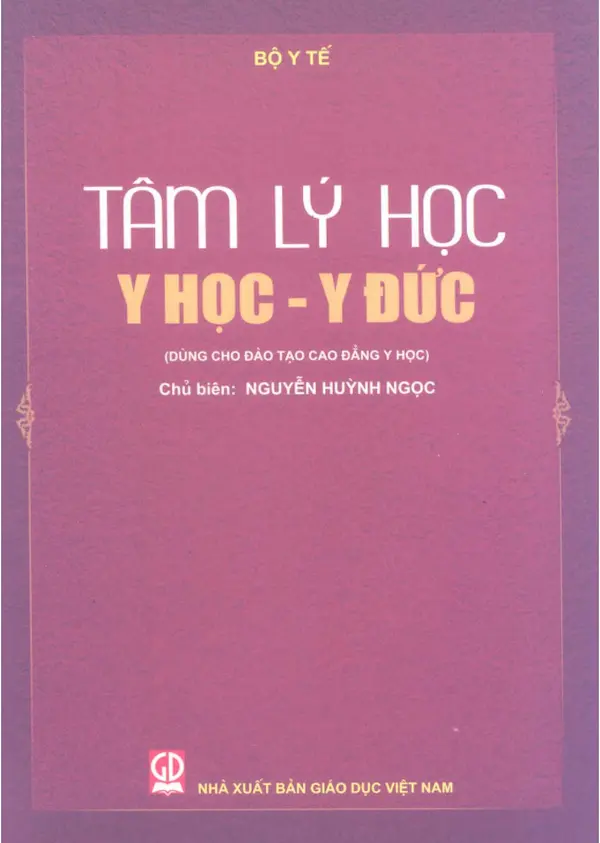 BỘ Y TẾ
TÂM LÝ HỌC
Y HỌC - Y ĐỨC
(DÙNG CHO ĐÀO TẠO CAO ĐẲNG Y HỌC)
Chủ biên: NGUYỄN HUỲNH NGỌC
GD
NHÀ XUẤT BẢN GIÁO DỤC VIỆT NAM